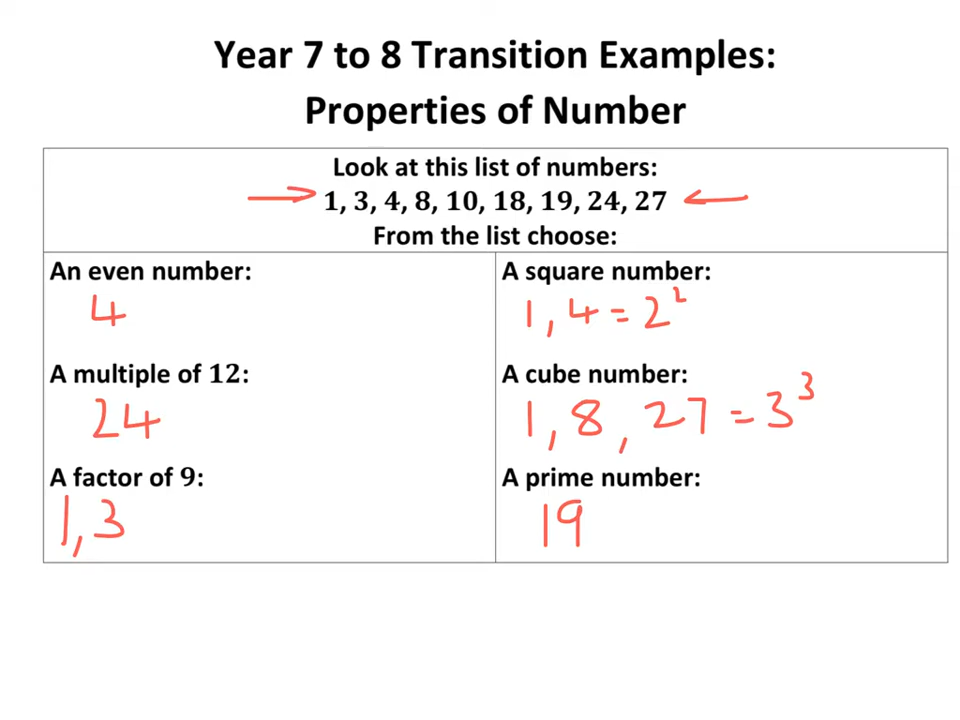 Year 7 to 8 Transition Examples:
Properties of Number
Look at this list of numbers:
1, 3, 4, 8, 10, 18, 19, 24, 27
From the list choose:
An even number:
4
A multiple of 12:
24
A factor of 9:
1, 3
A square number:
1, 4 = 2²
A cube number:
1, 8, 27 = 3³
A prime number:
19